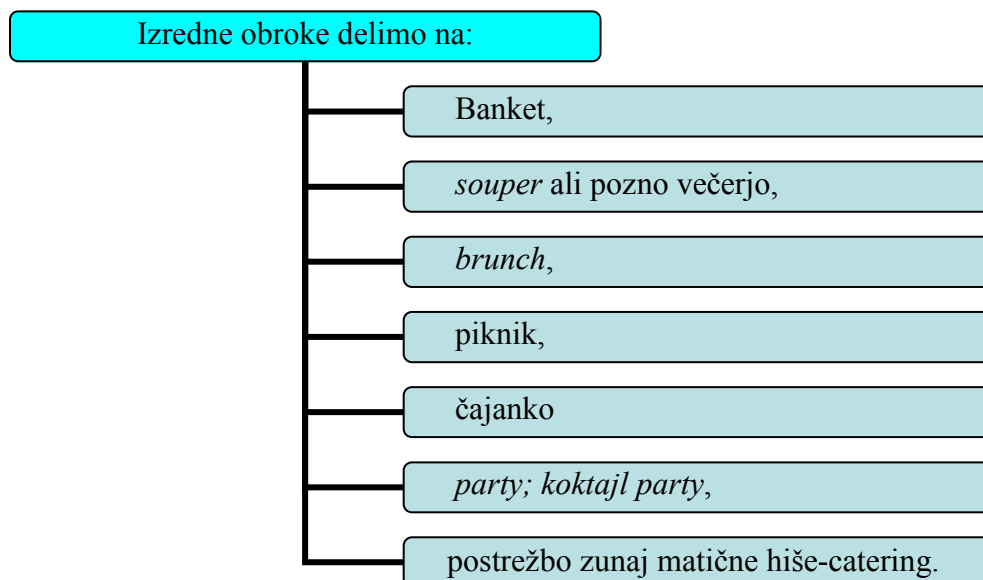 Izredne obroke delimo na:
Banket,
souper ali pozno večerjo,
brunch,
piknik,
čajanko
party; koktajl party,
postrežbo zunaj matične hiše-catering.